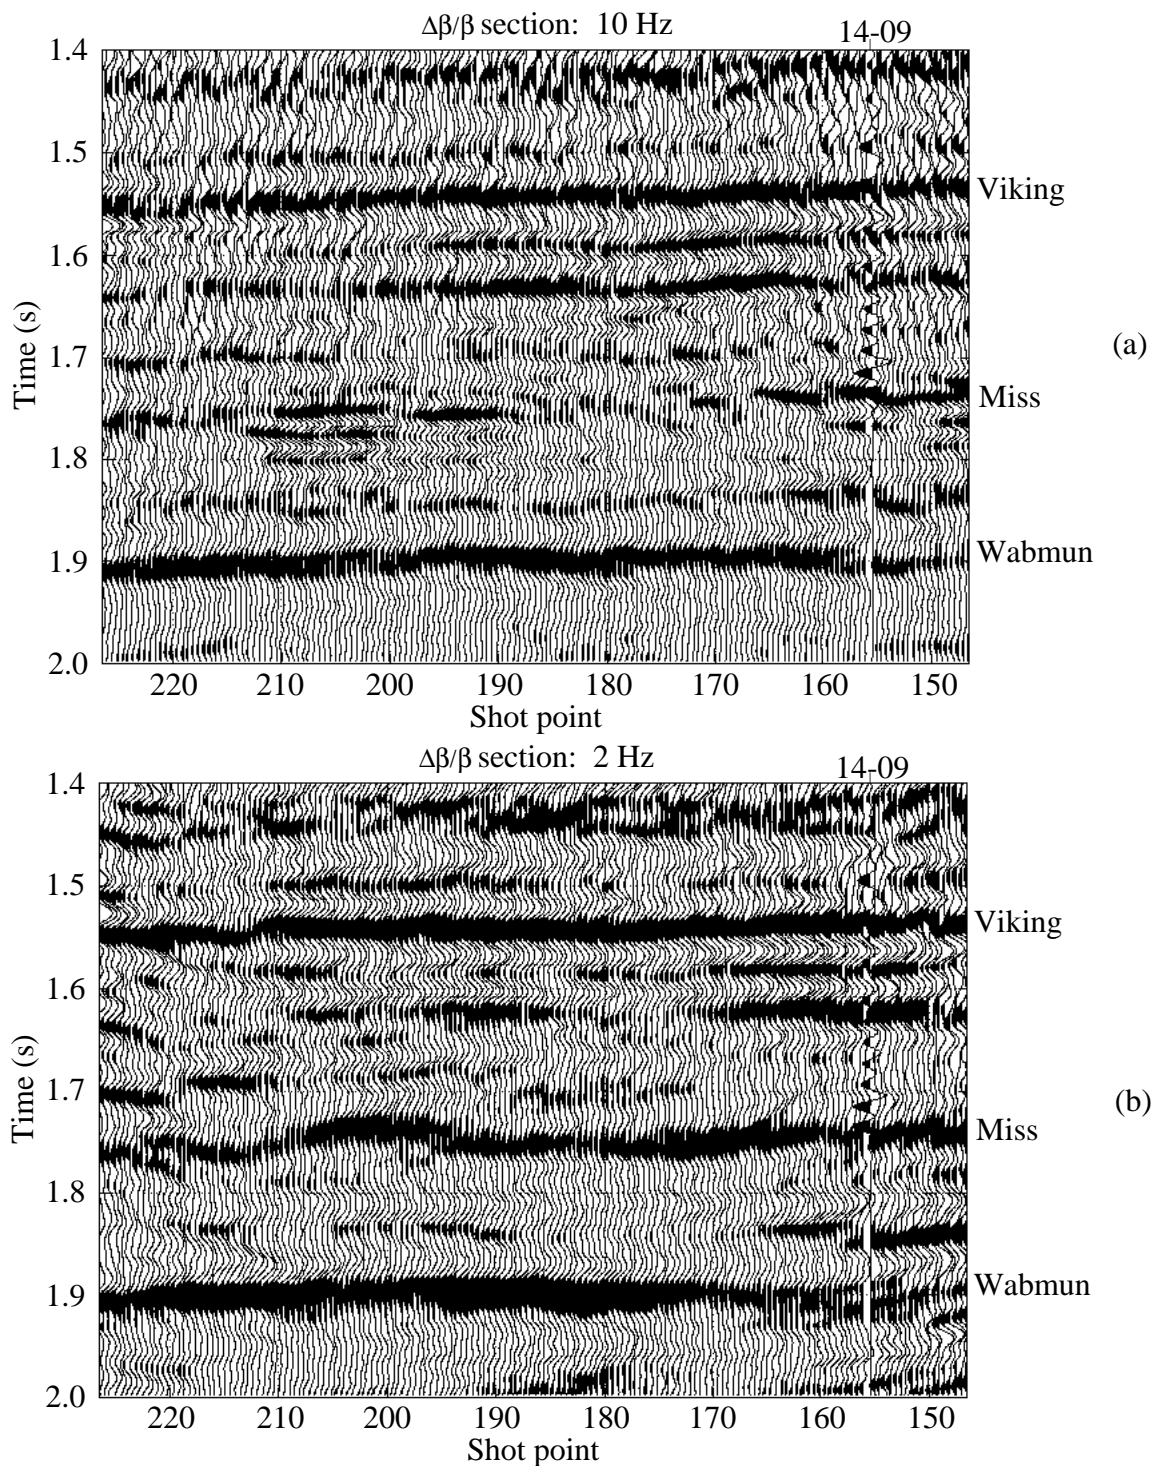 Δβ/β section: 10 Hz
14-09
1.4
1.5
1.6
1.7
1.8
1.9
2.0
Time (s)
Viking
Miss
Wabmun
(a)
220 210 200 190 180 170 160 150
Shot point
Δβ/β section: 2 Hz
14-09
1.4
1.5
1.6
1.7
1.8
1.9
2.0
Time (s)
Viking
Miss
Wabmun
(b)
220 210 200 190 180 170 160 150
Shot point